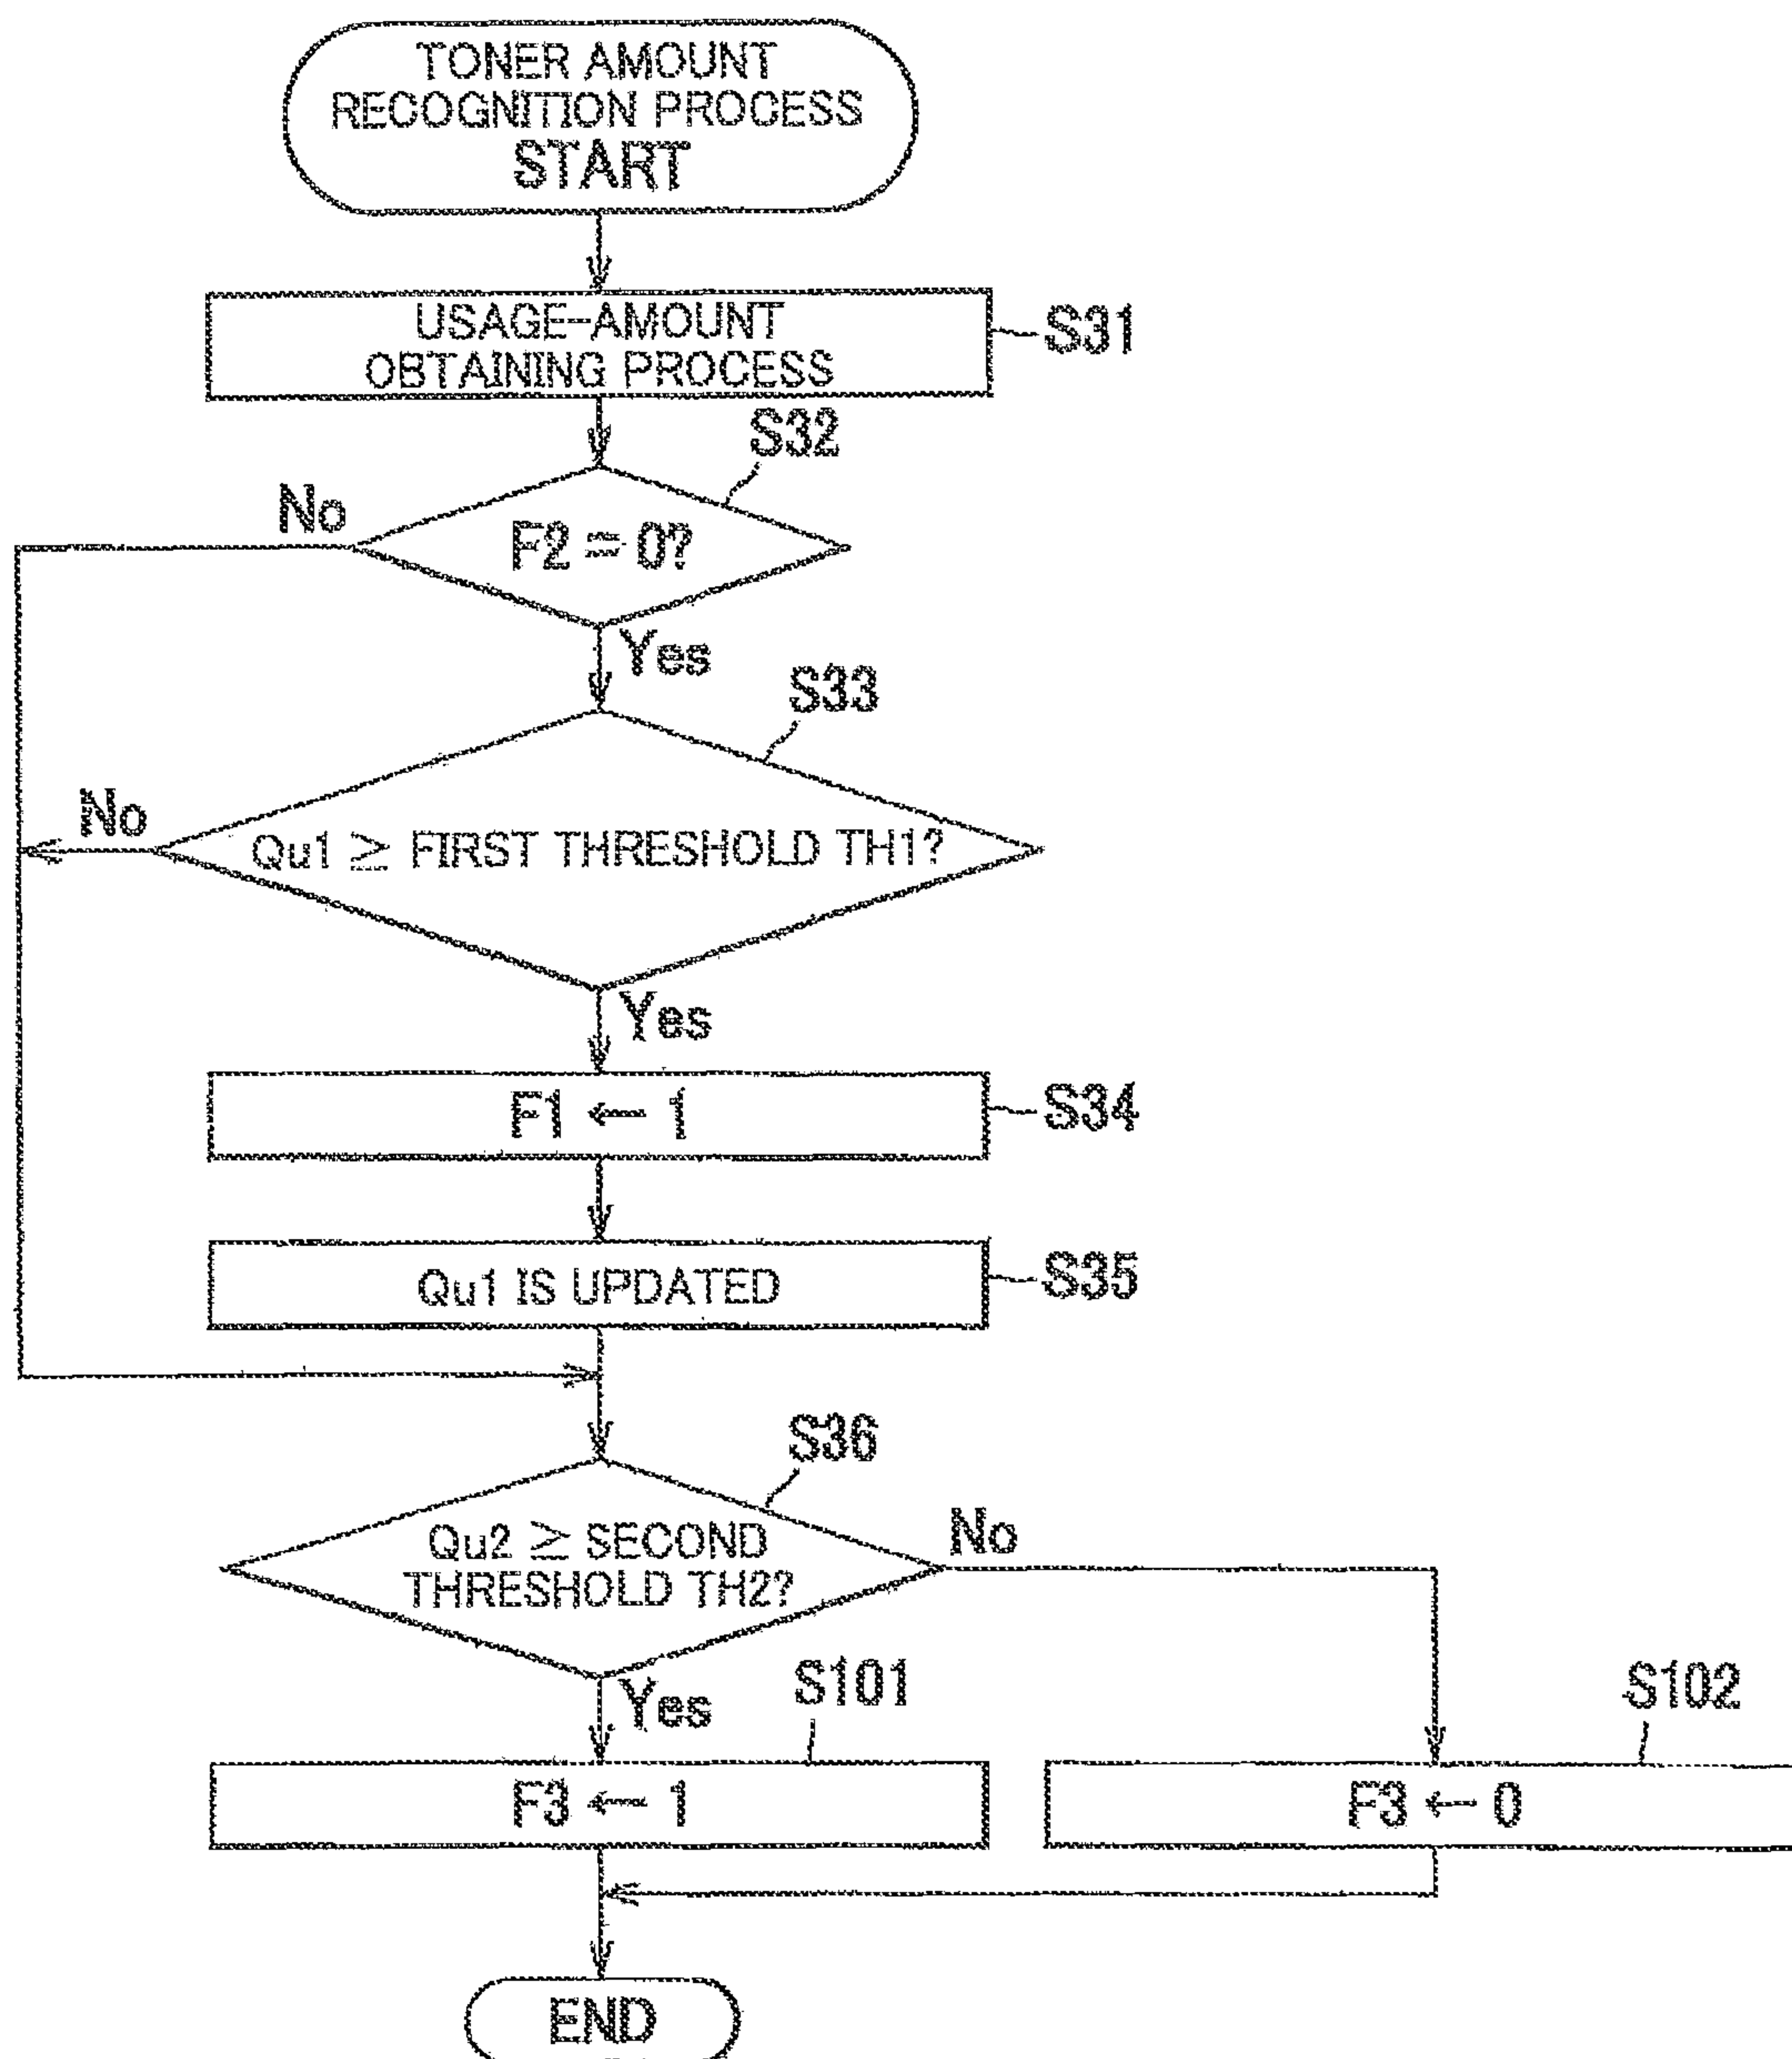 TONER AMOUNT
RECOGNITION PROCESS
START
USAGE-AMOUNT
OBTAINING PROCESS
S31
S32
No
F2 = 0?
Yes
S33
No
Qu1 ≧ FIRST THRESHOLD TH1?
Yes
F1 ← 1
S34
Qu1 IS UPDATED
S35
S36
Qu2 ≧ SECOND
THRESHOLD TH2?
No
Yes
S101
S102
F3 ← 1
F3 ← 0
END